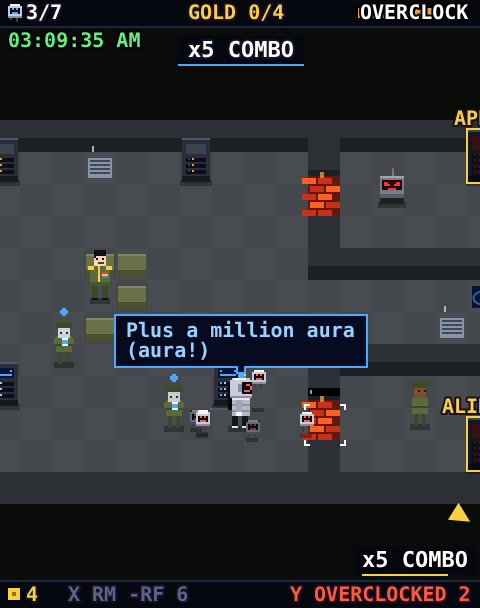 3/7
GOLD 0/4
OVERCLOCK
03:09:35 AM
x5 COMBO
AP
Plus a million aura
(aura!)
ALI
x5 COMBO
4
X RM -RF 6
Y OVERCLOCKED 2